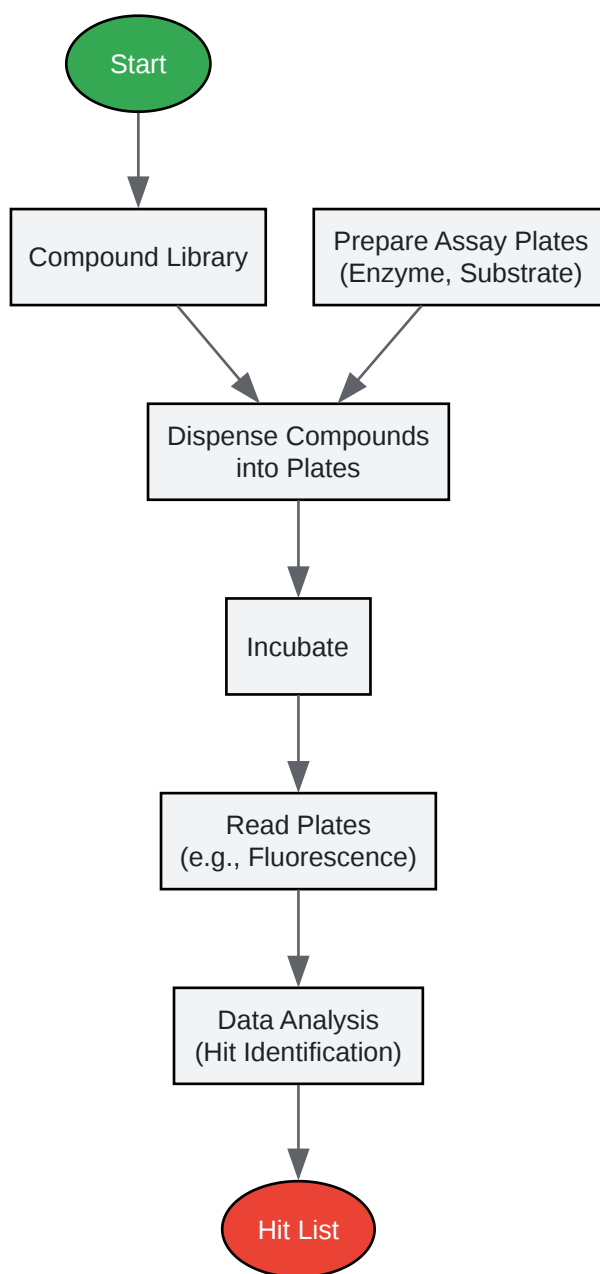 Start
Compound Library
Prepare Assay Plates
(Enzyme, Substrate)
Dispense Compounds
into Plates
Incubate
Read Plates
(e.g., Fluorescence)
Data Analysis
(Hit Identification)
Hit List